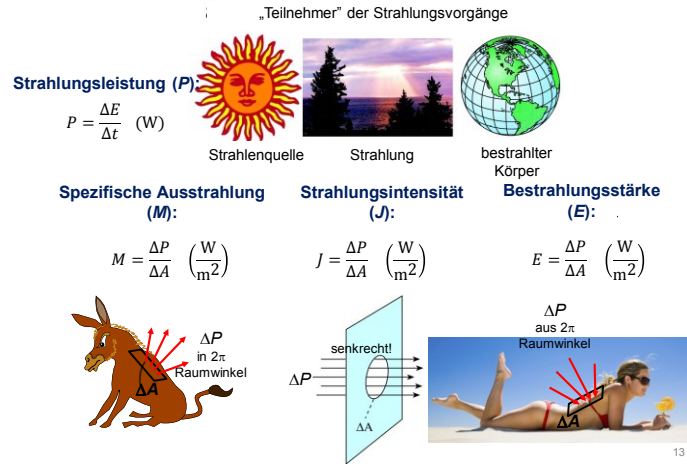 „Teilnehmer” der Strahlungsvorgänge
Strahlungsleistung (P):
P = ΔE/Δt (W)
Strahlenquelle
Strahlung
bestrahlter
Körper
Spezifische Ausstrahlung
(M):
M = ΔP/ΔA (W/m²)
Strahlungsintensität
(J):
J = ΔP/ΔA (W/m²)
Bestrahlungsstärke
(E):
E = ΔP/ΔA (W/m²)
ΔP
in 2π
Raumwinkel
ΔA
senkrecht!
ΔP
ΔA
ΔP
aus 2π
Raumwinkel
ΔA
13